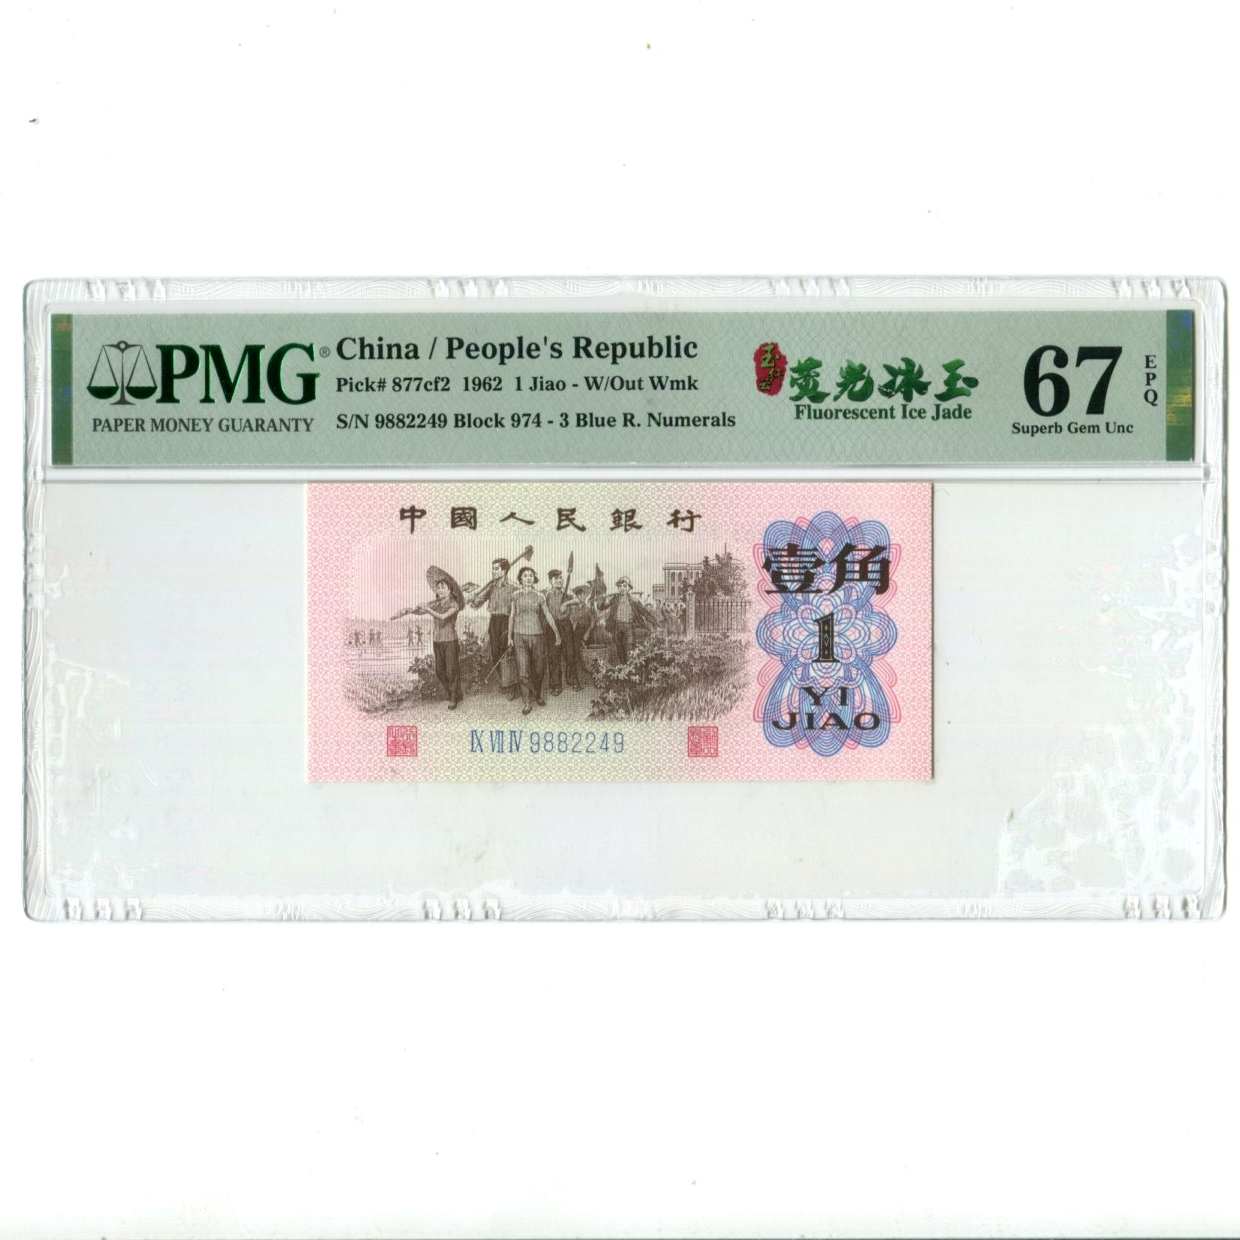 PMG®
PAPER MONEY GUARANTY
China / People's Republic
Pick# 877cf2 1962 1 Jiao - W/Out Wmk
S/N 9882249 Block 974 - 3 Blue R. Numerals
荧光冰玉
Fluorescent Ice Jade
67
Superb Gem Unc
EPQ
中國人民銀行
壹角
1
YI
JIAO
IX VII IV 9882249